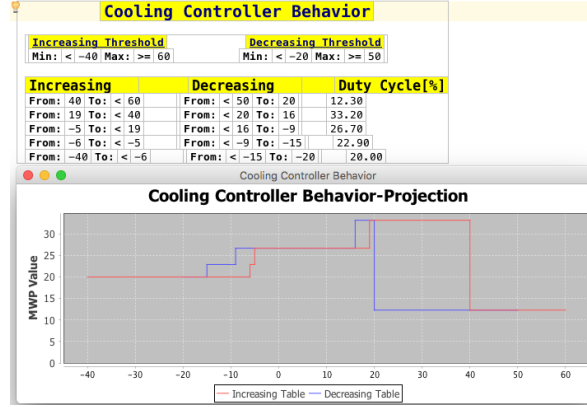 Cooling Controller Behavior
Increasing Threshold Decreasing Threshold
Min: < -40 Max: >= 60 Min: < -20 Max: >= 50
Increasing Decreasing Duty Cycle[%]
From: 40 To: < 60 From: < 50 To: 20 12.30
From: 19 To: < 40 From: < 20 To: 16 33.20
From: -5 To: < 19 From: < 16 To: -9 26.70
From: -6 To: < -5 From: < -9 To: -15 22.90
From: -40 To: < -6 From: < -15 To: -20 20.00
Cooling Controller Behavior
Cooling Controller Behavior-Projection
MWP Value
30
25
20
15
10
5
0
-40 -30 -20 -10 0 10 20 30 40 50 60
Increasing Table Decreasing Table